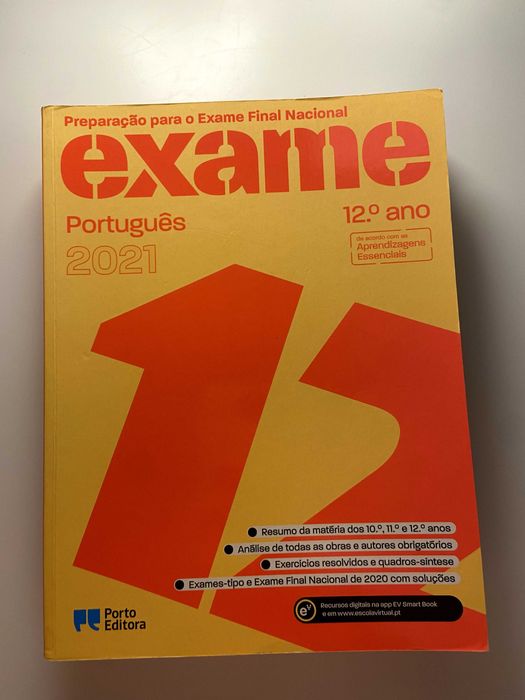 Preparação para o Exame Final Nacional
exame
Português
12.º ano
2021
de acordo com as
Aprendizagens
Essenciais
12
Resumo da matéria dos 10.º, 11.º e 12.º anos
Análise de todas as obras e autores obrigatórios
Exercícios resolvidos e quadros-síntese
Exames-tipo e Exame Final Nacional de 2020 com soluções
eV
Recursos digitais na app EV Smart Book
e em www.escolavirtual.pt
Porto
Editora